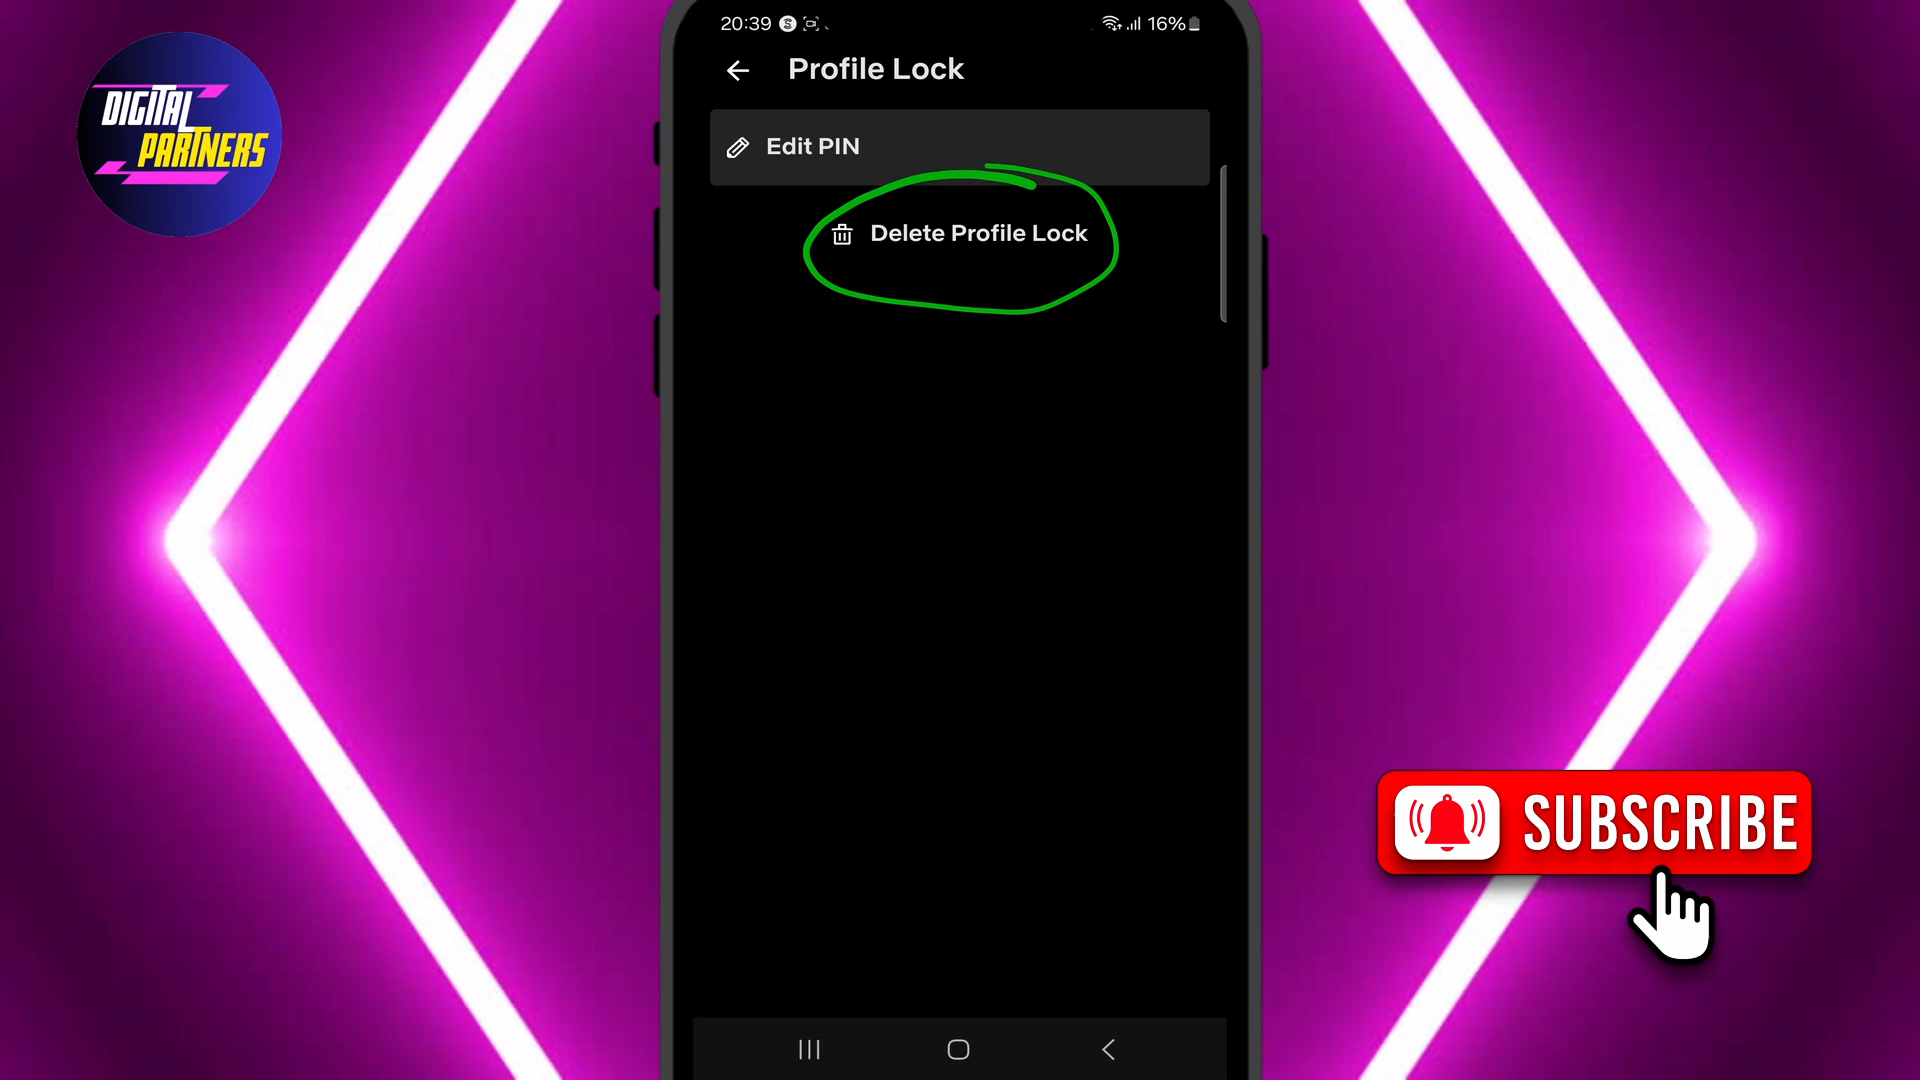 DIGITAL
PARTNERS
20:39
16%
Profile Lock
Edit PIN
Delete Profile Lock
SUBSCRIBE